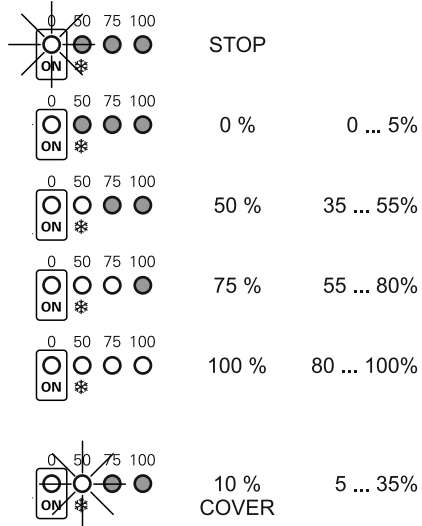 0 50 75 100
STOP
ON
0 50 75 100
0 % 0 ... 5%
ON
0 50 75 100
50 % 35 ... 55%
ON
0 50 75 100
75 % 55 ... 80%
ON
0 50 75 100
100 % 80 ... 100%
ON
0 50 75 100
10 % 5 ... 35%
ON COVER